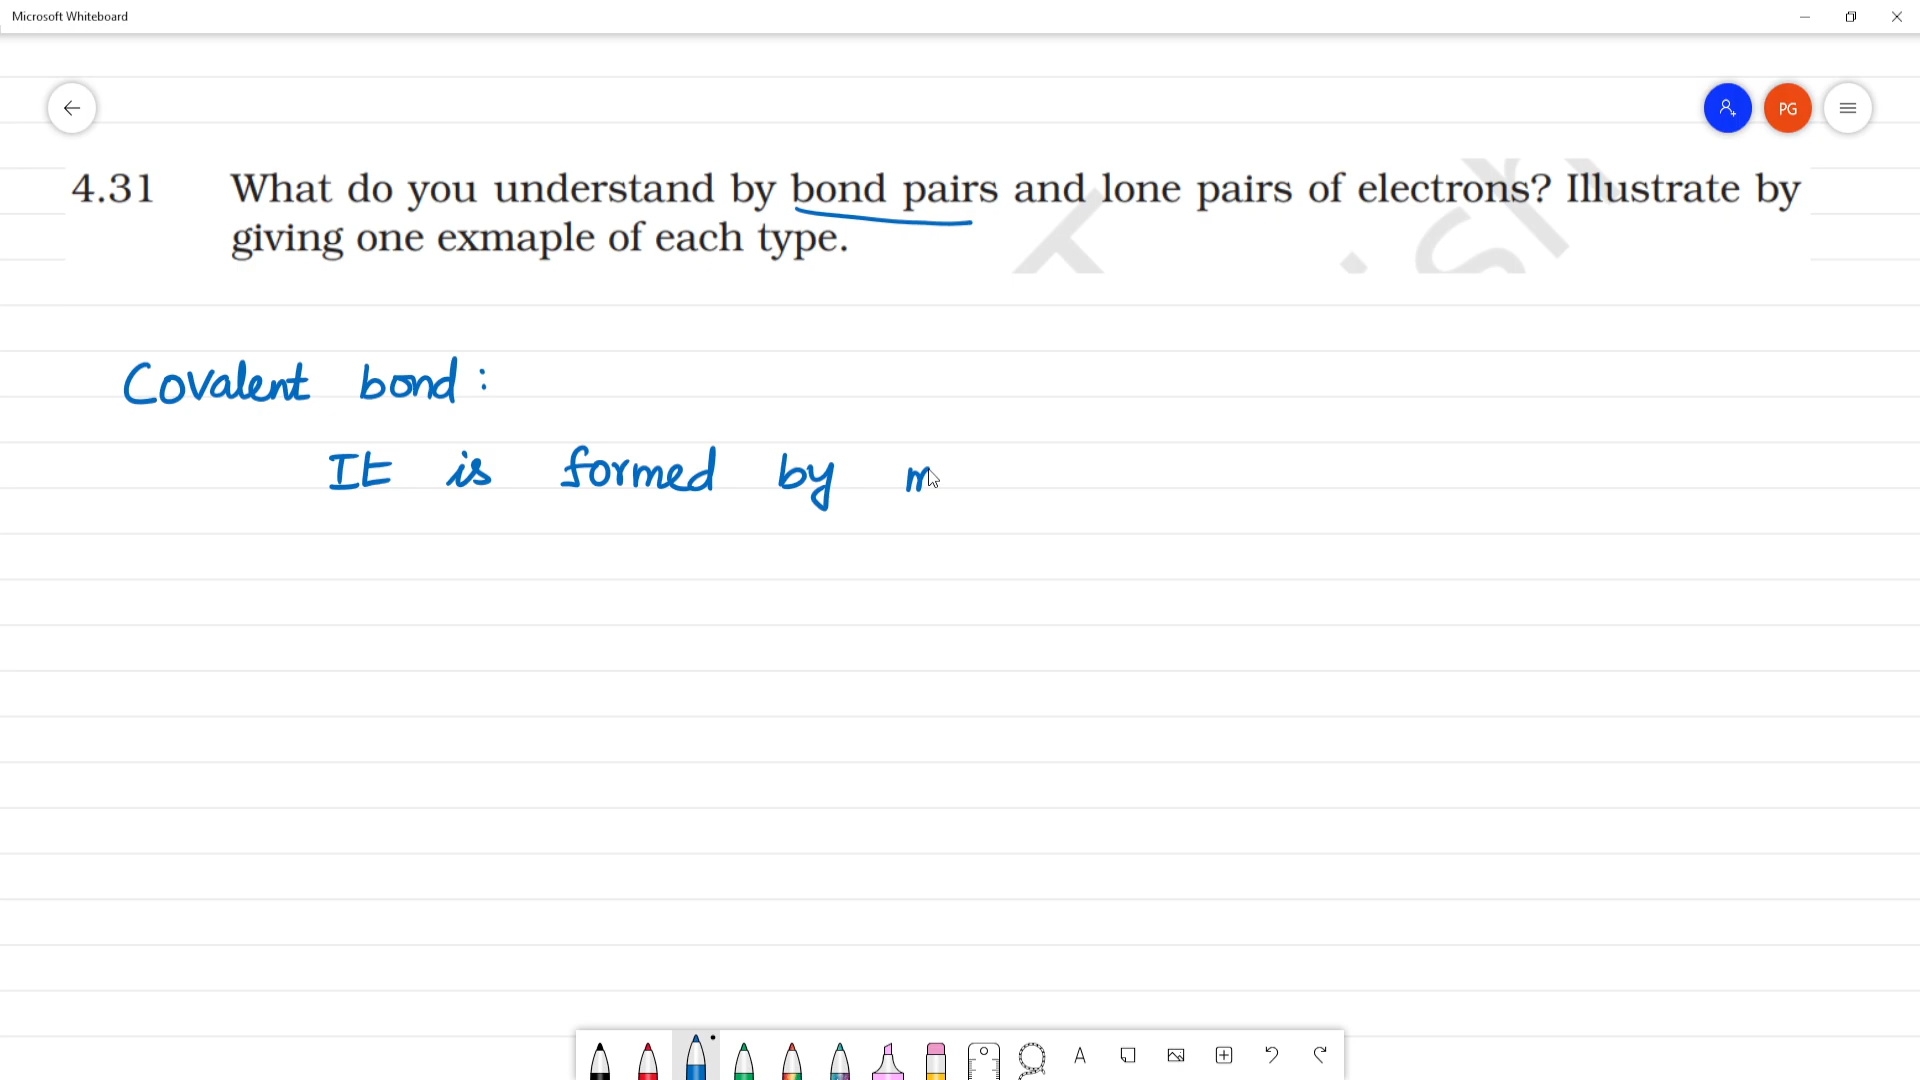 Microsoft Whiteboard
PG
4.31 What do you understand by bond pairs and lone pairs of electrons? Illustrate by
giving one exmaple of each type.
Covalent bond:
It is formed by m
A